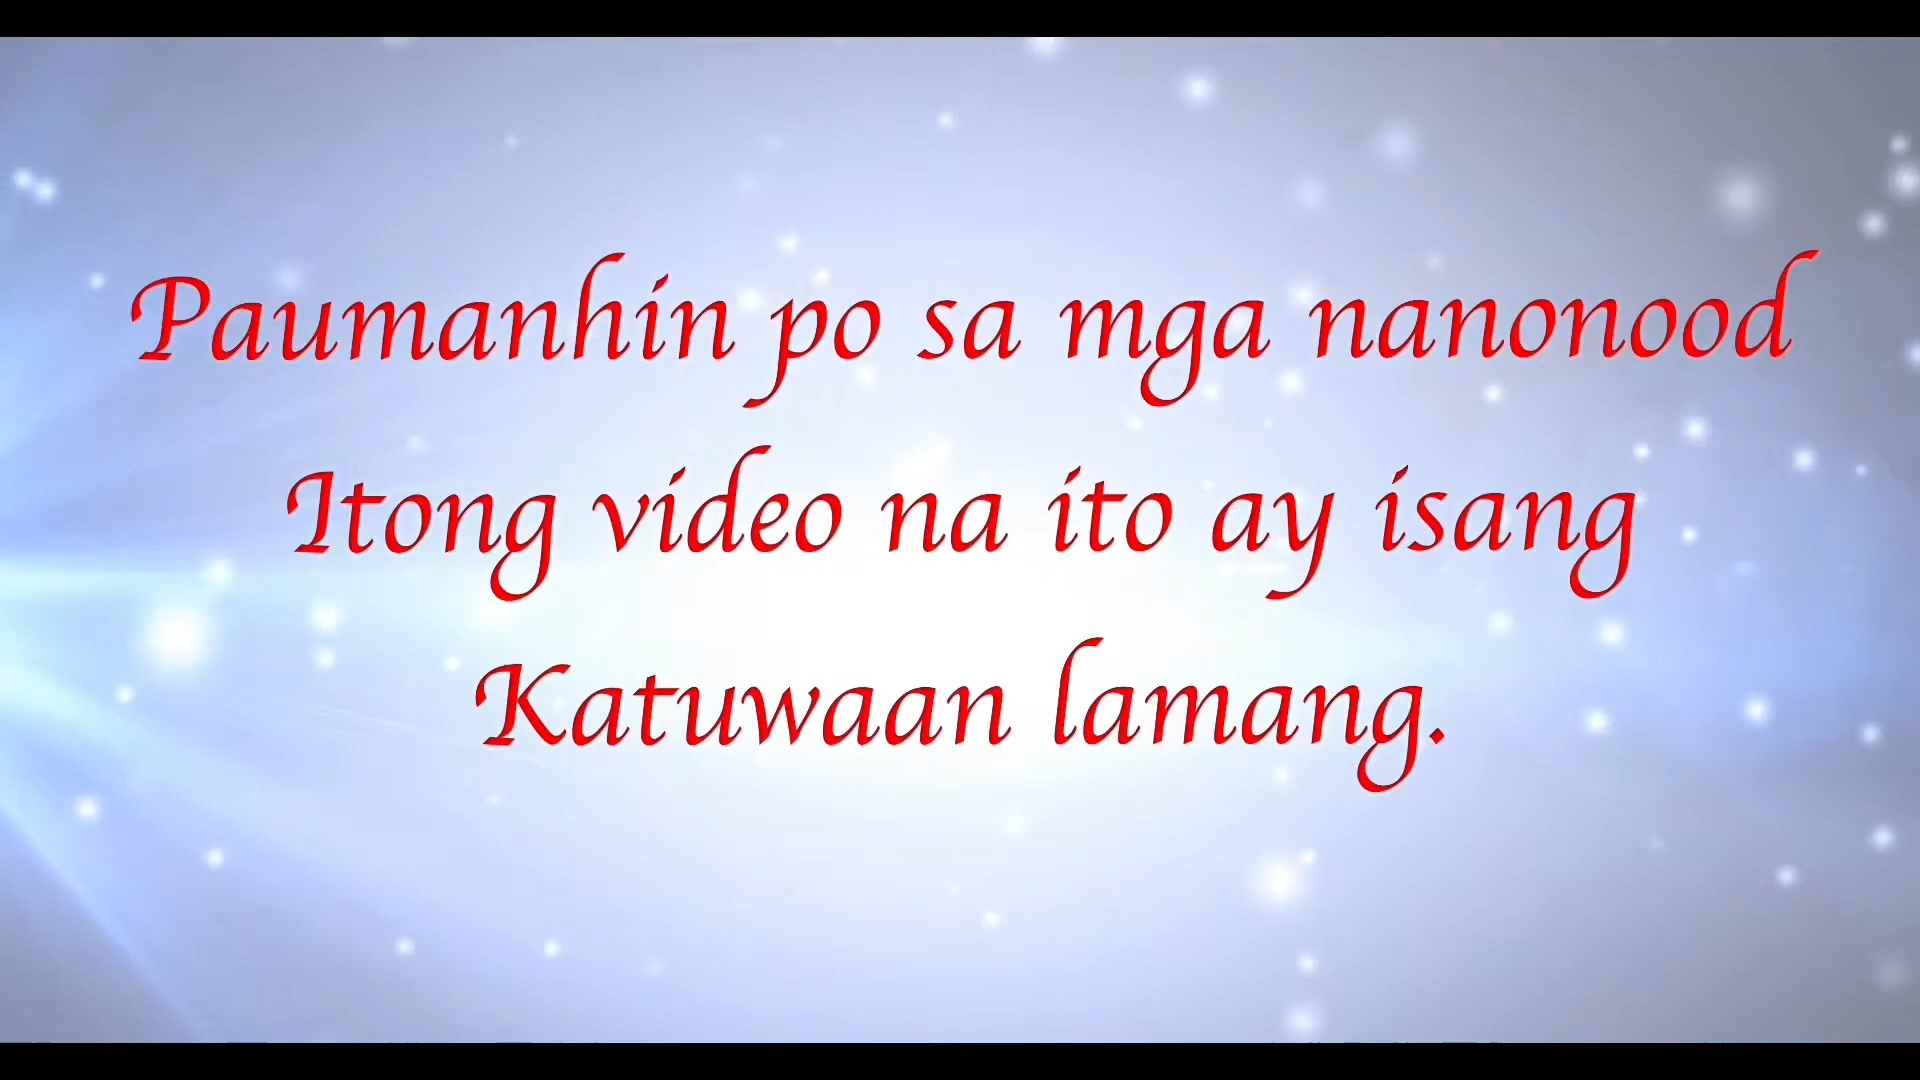 Paumanhin po sa mga nanonood
Itong video na ito ay isang
Katuwaan lamang.